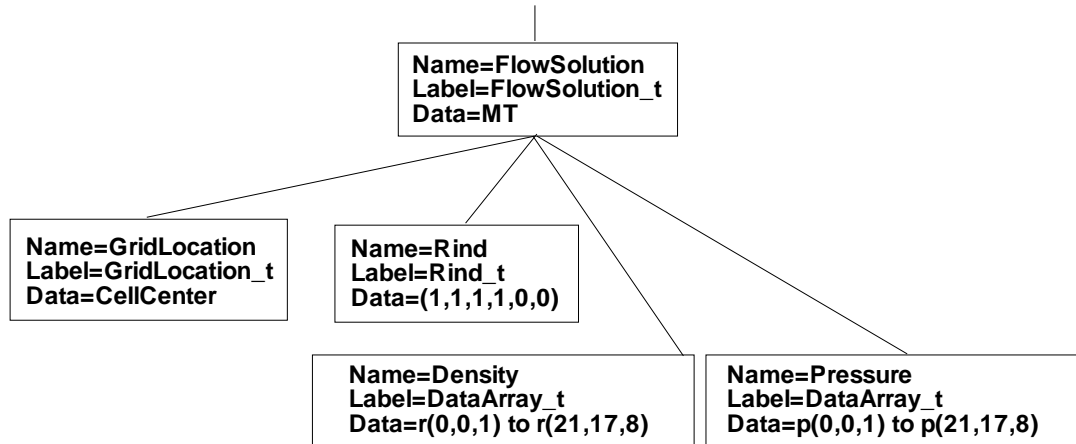 Name=FlowSolution
Label=FlowSolution_t
Data=MT
Name=GridLocation
Label=GridLocation_t
Data=CellCenter
Name=Rind
Label=Rind_t
Data=(1,1,1,1,0,0)
Name=Density
Label=DataArray_t
Data=r(0,0,1) to r(21,17,8)
Name=Pressure
Label=DataArray_t
Data=p(0,0,1) to p(21,17,8)